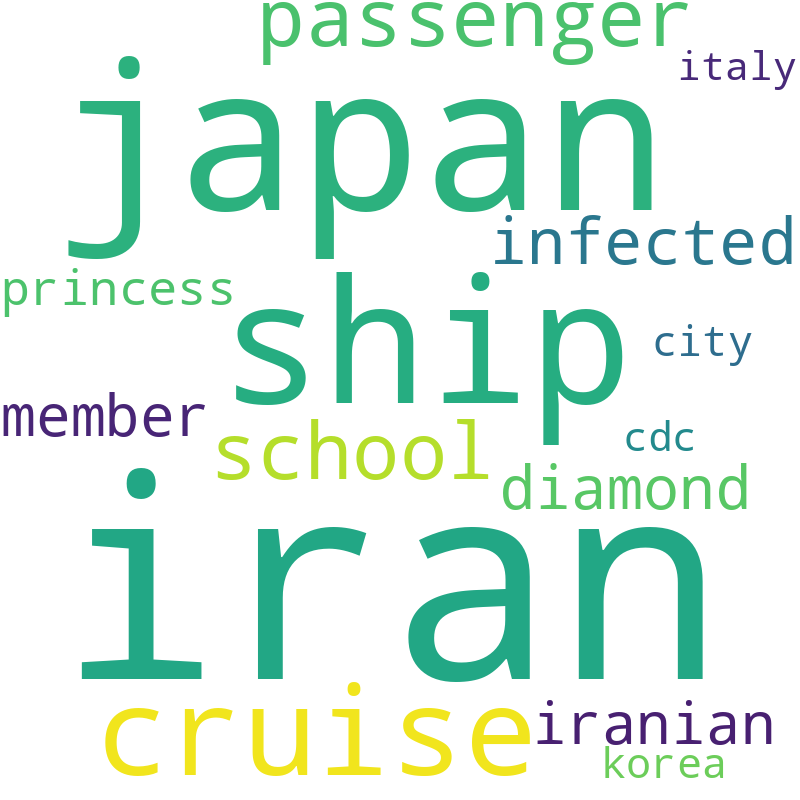 passenger
italy
japan
infected
princess
ship
city
member
school
cdc
diamond
iran
cruise
iranian
korea